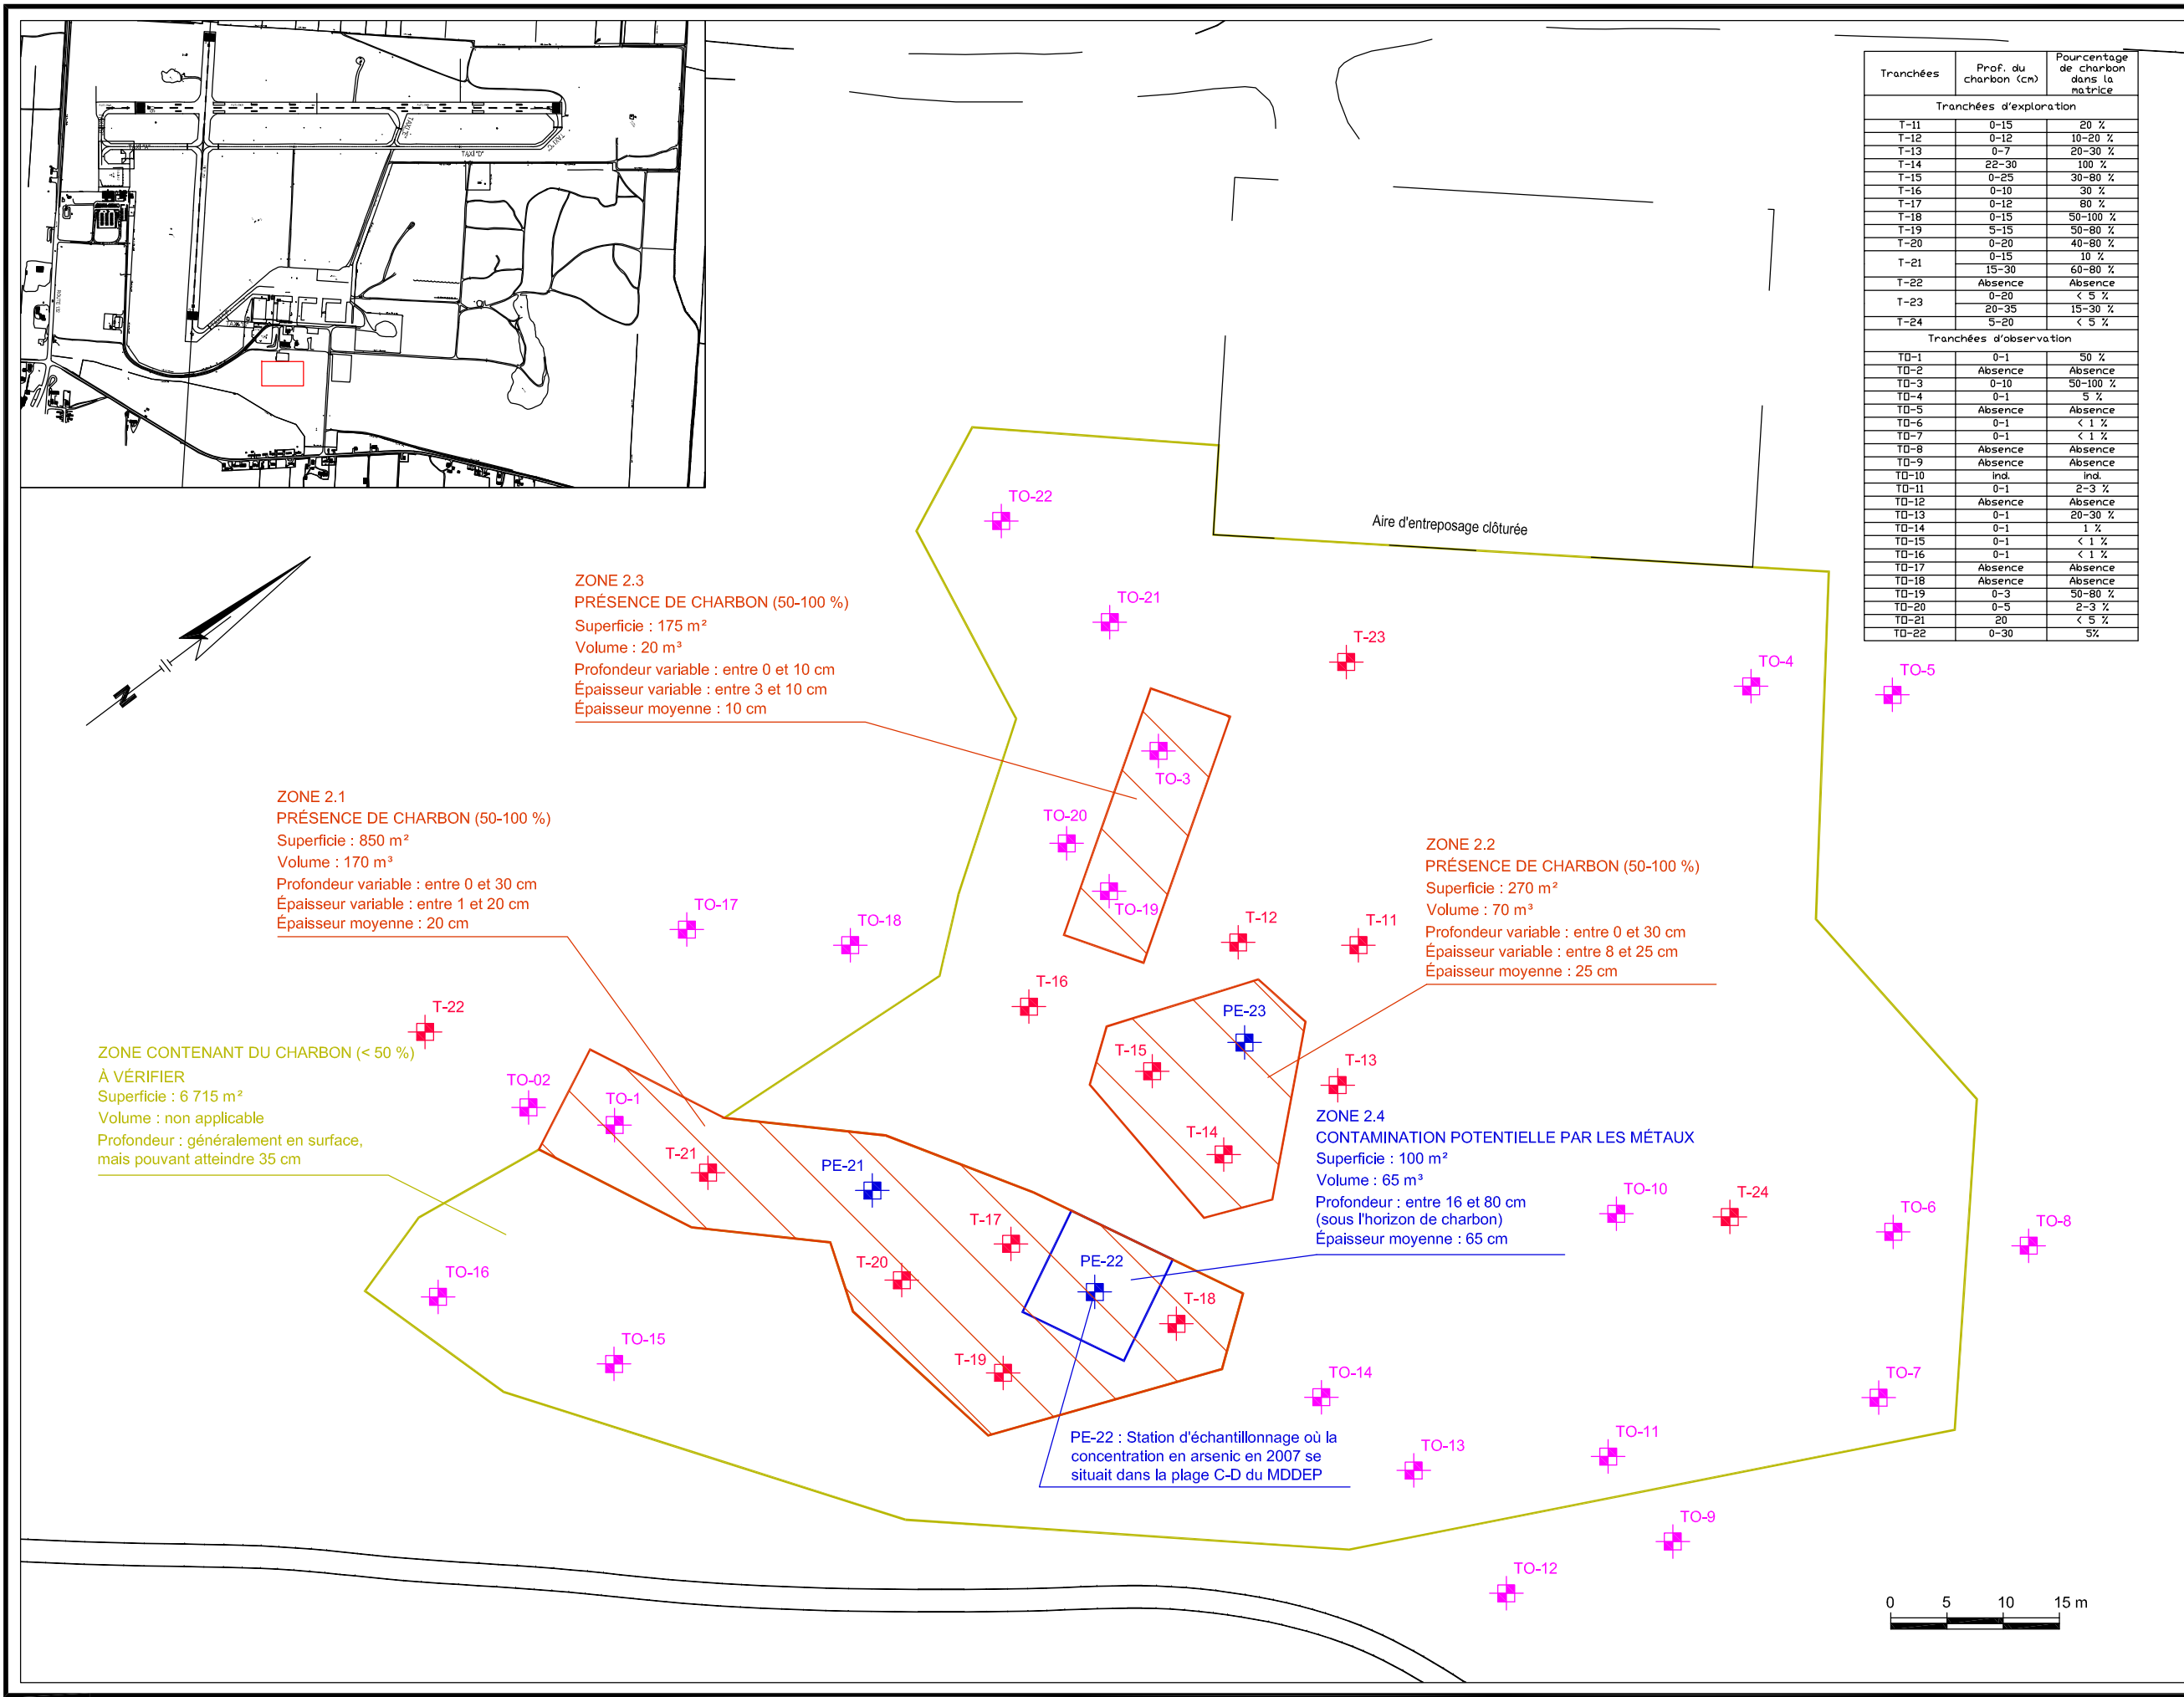 TAXI "D"
Tranchées
Prof. du
charbon (cm)
Pourcentage
de charbon
dans la
matrice
Tranchées d'exploration
T-11 0-15 20 %
T-12 0-12 10-20 %
T-13 0-7 20-30 %
T-14 22-30 100 %
T-15 0-25 30-80 %
T-16 0-10 30 %
T-17 0-12 80 %
T-18 0-15 50-100 %
T-19 5-15 50-80 %
T-20 0-20 40-80 %
T-21 0-15 10 %
15-30 60-80 %
T-22 Absence Absence
T-23 0-20 < 5 %
20-35 15-30 %
T-24 5-20 < 5 %
Tranchées d'observation
TO-1 0-1 50 %
TO-2 Absence Absence
TO-3 0-10 50-100 %
TO-4 0-1 5 %
TO-5 Absence Absence
TO-6 0-1 < 1 %
TO-7 0-1 < 1 %
TO-8 Absence Absence
TO-9 Absence Absence
TO-10 ind. ind.
TO-11 0-1 2-3 %
TO-12 Absence Absence
TO-13 0-1 20-30 %
TO-14 0-1 1 %
TO-15 0-1 < 1 %
TO-16 0-1 < 1 %
TO-17 Absence Absence
TO-18 Absence Absence
TO-19 0-3 50-80 %
TO-20 0-5 2-3 %
TO-21 20 < 5 %
TO-22 0-30 5%
TO-22
Aire d'entreposage clôturée
N
ZONE 2.3
PRÉSENCE DE CHARBON (50-100 %)
Superficie : 175 m²
Volume : 20 m³
Profondeur variable : entre 0 et 10 cm
Épaisseur variable : entre 3 et 10 cm
Épaisseur moyenne : 10 cm
TO-21
T-23
TO-4
TO-5
TO-3
TO-20
TO-19
ZONE 2.1
PRÉSENCE DE CHARBON (50-100 %)
Superficie : 850 m²
Volume : 170 m³
Profondeur variable : entre 0 et 30 cm
Épaisseur variable : entre 1 et 20 cm
Épaisseur moyenne : 20 cm
TO-17
TO-18
T-12
T-11
ZONE 2.2
PRÉSENCE DE CHARBON (50-100 %)
Superficie : 270 m²
Volume : 70 m³
Profondeur variable : entre 0 et 30 cm
Épaisseur variable : entre 8 et 25 cm
Épaisseur moyenne : 25 cm
T-16
T-22
PE-23
T-15
T-13
T-14
ZONE CONTENANT DU CHARBON (< 50 %)
À VÉRIFIER
Superficie : 6 715 m²
Volume : non applicable
Profondeur : généralement en surface,
mais pouvant atteindre 35 cm
TO-02
TO-1
T-21
PE-21
ZONE 2.4
CONTAMINATION POTENTIELLE PAR LES MÉTAUX
Superficie : 100 m²
Volume : 65 m³
Profondeur : entre 16 et 80 cm
(sous l'horizon de charbon)
Épaisseur moyenne : 65 cm
TO-10
T-24
TO-6
TO-8
T-17
T-20
PE-22
T-18
TO-16
TO-15
T-19
TO-14
TO-7
PE-22 : Station d'échantillonnage où la
concentration en arsenic en 2007 se
situait dans la plage C-D du MDDEP
TO-13
TO-11
TO-9
TO-12
0 5 10 15 m